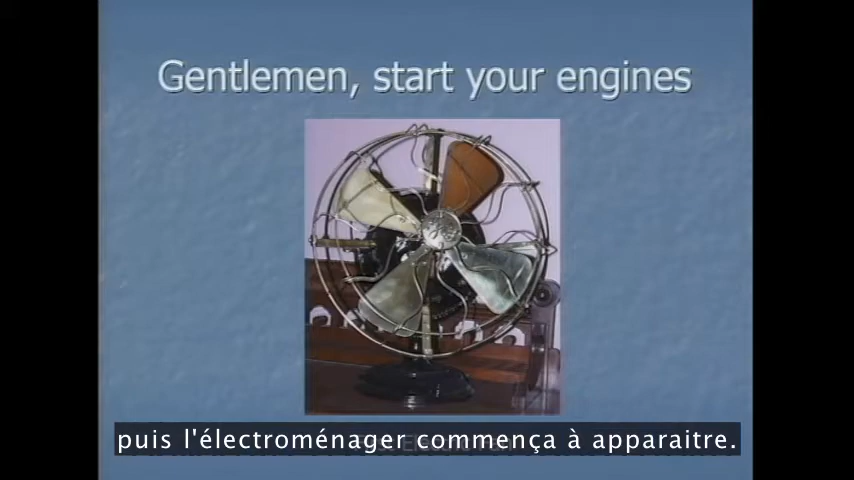 Gentlemen, start your engines
puis l'électroménager commença à apparaitre.